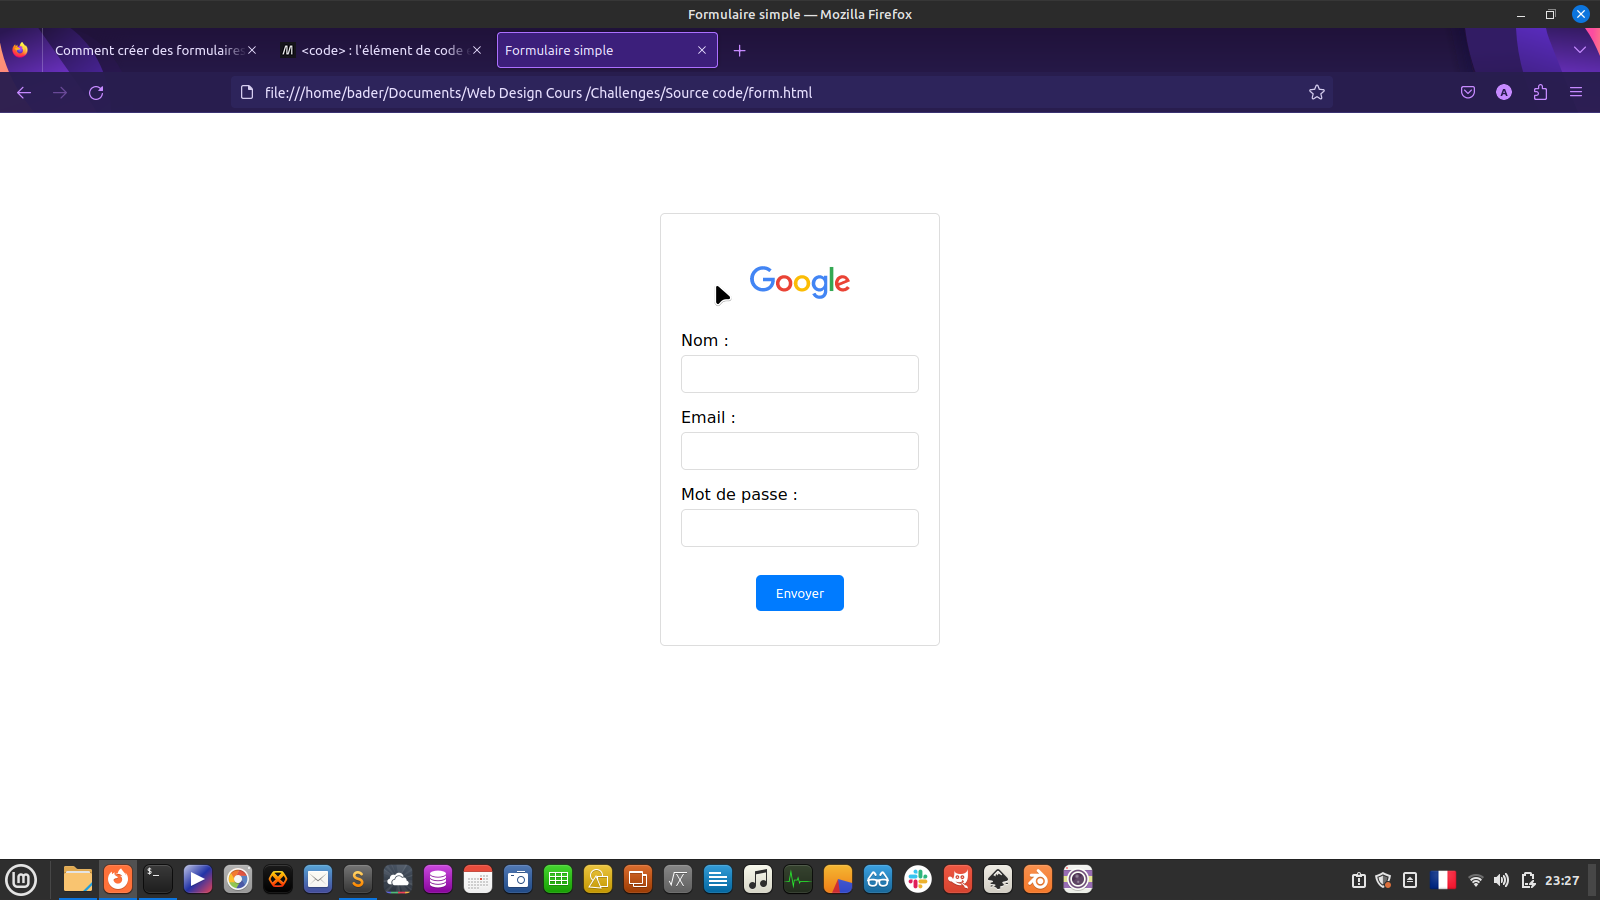 Formulaire simple — Mozilla Firefox
Comment créer des formulaires
<code> : l'élément de code
Formulaire simple
file:///home/bader/Documents/Web Design Cours /Challenges/Source code/form.html
A
Google
Nom :
Email :
Mot de passe :
Envoyer
23:27